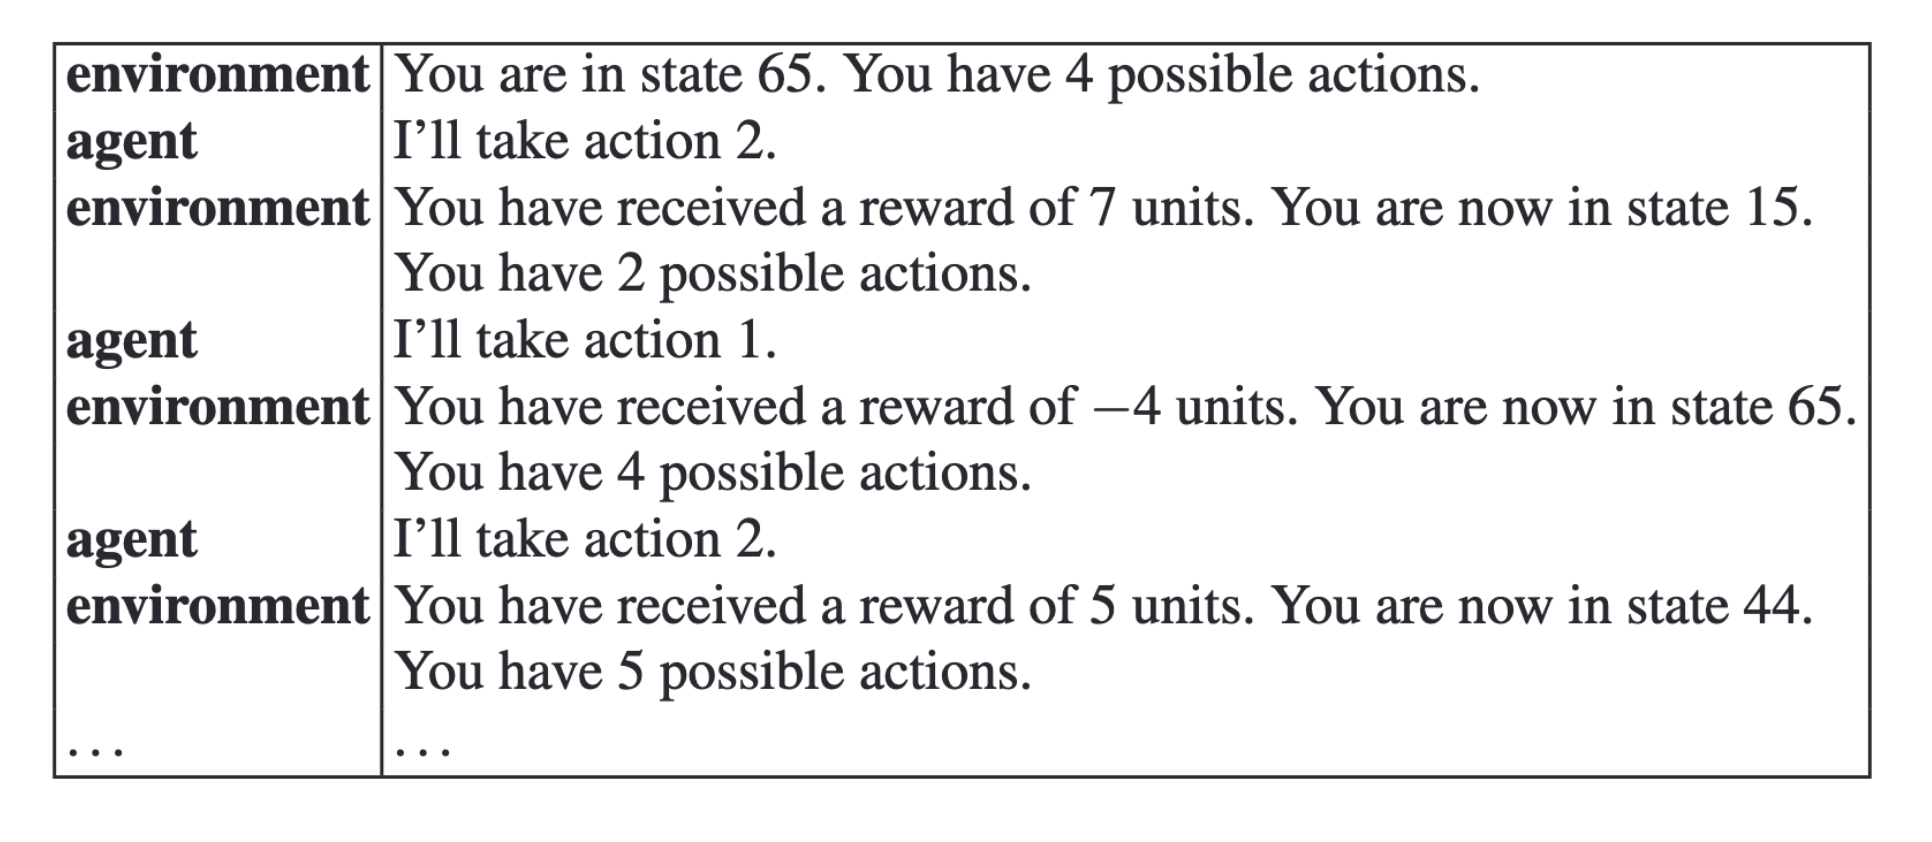 environment You are in state 65. You have 4 possible actions.
agent I’ll take action 2.
environment You have received a reward of 7 units. You are now in state 15.
You have 2 possible actions.
agent I’ll take action 1.
environment You have received a reward of −4 units. You are now in state 65.
You have 4 possible actions.
agent I’ll take action 2.
environment You have received a reward of 5 units. You are now in state 44.
You have 5 possible actions.
... ...